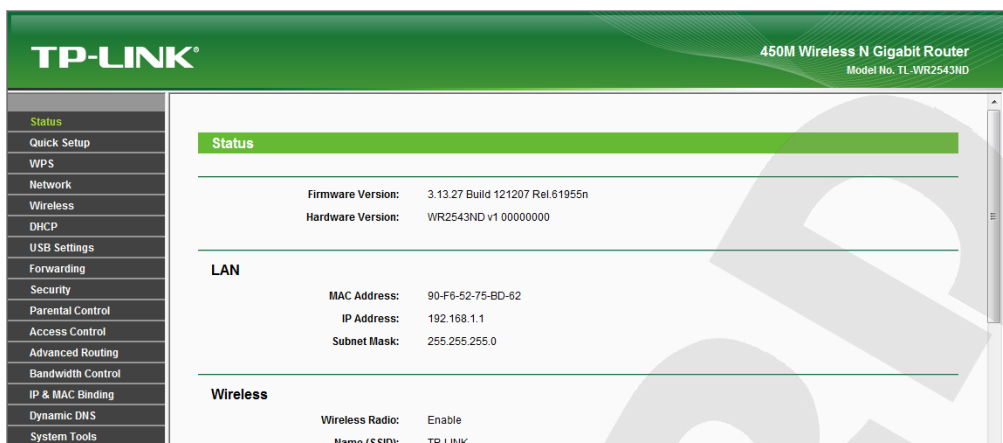 TP-LINK®
450M Wireless N Gigabit Router
Model No. TL-WR2543ND
Status
Quick Setup
WPS
Network
Wireless
DHCP
USB Settings
Forwarding
Security
Parental Control
Access Control
Advanced Routing
Bandwidth Control
IP & MAC Binding
Dynamic DNS
System Tools
Status
Firmware Version: 3.13.27 Build 121207 Rel.61955n
Hardware Version: WR2543ND v1 00000000
LAN
MAC Address: 90-F6-52-75-BD-62
IP Address: 192.168.1.1
Subnet Mask: 255.255.255.0
Wireless
Wireless Radio: Enable
Name (SSID): TP-LINK